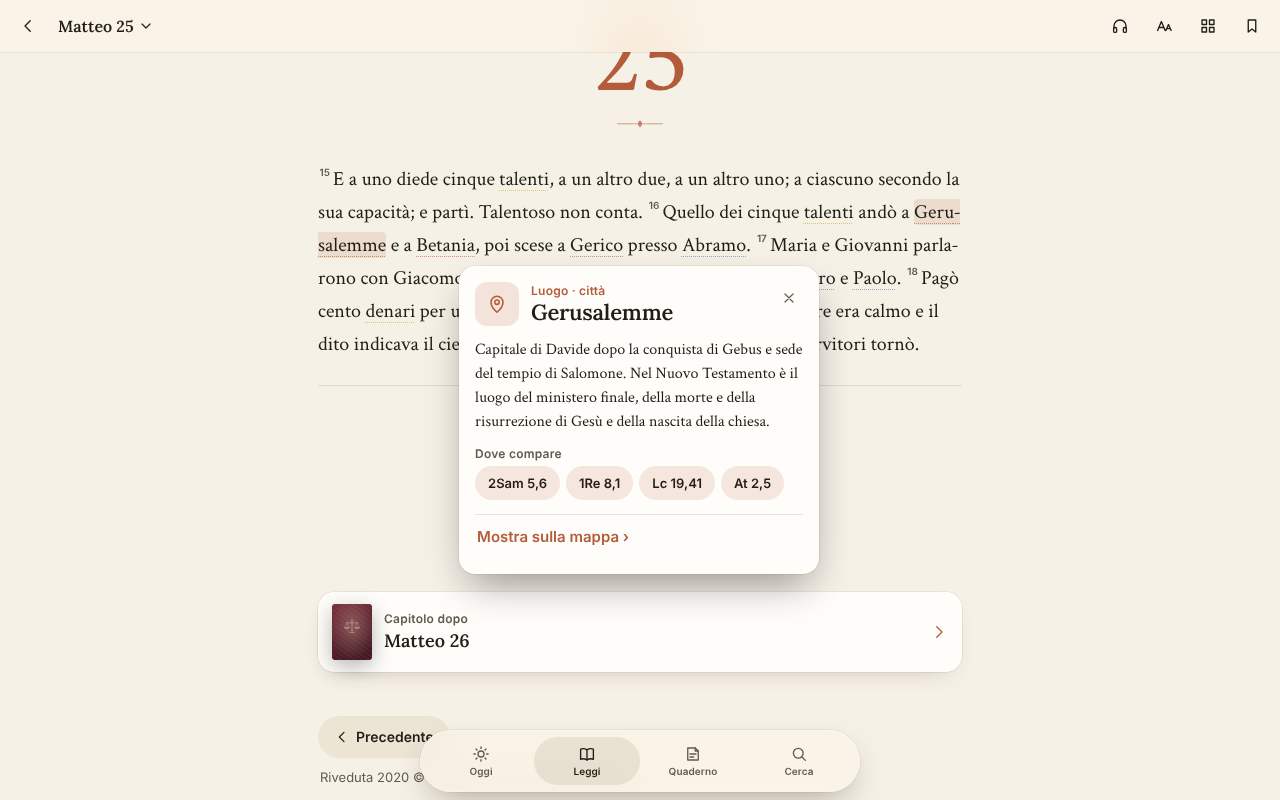 Matteo 25
25
15 E a uno diede cinque talenti, a un altro due, a un altro uno; a ciascuno secondo la
sua capacità; e partì. Talentoso non conta. 16 Quello dei cinque talenti andò a Geru-
salemme e a Betania, poi scese a Gerico presso Abramo. 17 Maria e Giovanni parla-
rono con Giacomo
ro e Paolo. 18 Pagò
cento denari per u
re era calmo e il
dito indicava il cie
rvitori tornò.
Luogo · città
Gerusalemme
Capitale di Davide dopo la conquista di Gebus e sede
del tempio di Salomone. Nel Nuovo Testamento è il
luogo del ministero finale, della morte e della
risurrezione di Gesù e della nascita della chiesa.
Dove compare
2Sam 5,6
1Re 8,1
Lc 19,41
At 2,5
Mostra sulla mappa ›
Capitolo dopo
Matteo 26
Precedente
Riveduta 2020 ©
Oggi
Leggi
Quaderno
Cerca